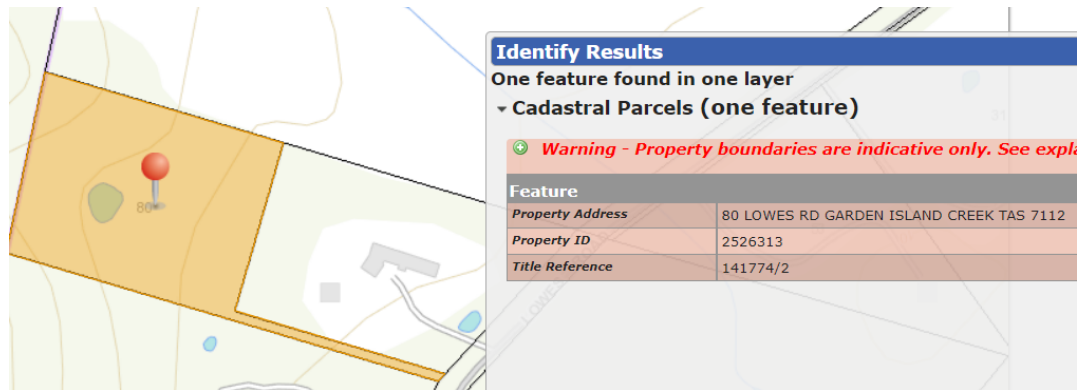 Identify Results
One feature found in one layer
Cadastral Parcels (one feature)
Warning - Property boundaries are indicative only. See expla
Feature
Property Address 80 LOWES RD GARDEN ISLAND CREEK TAS 7112
Property ID 2526313
Title Reference 141774/2
80
LOWES